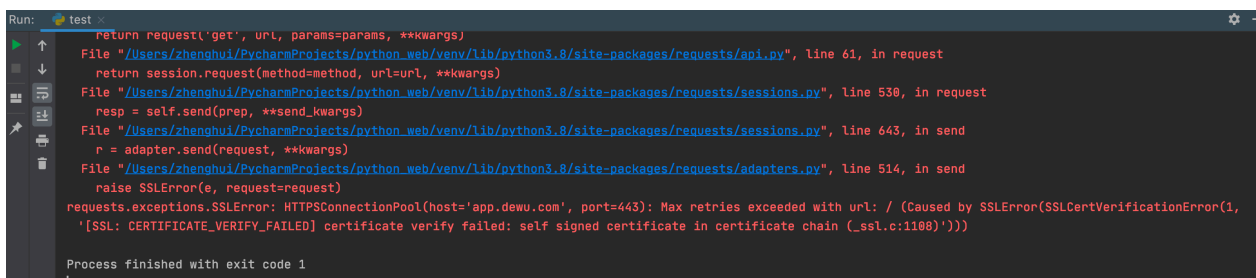 Run: test ×
return request('get', url, params=params, **kwargs)
File "/Users/zhenghui/PycharmProjects/python_web/venv/lib/python3.8/site-packages/requests/api.py", line 61, in request
return session.request(method=method, url=url, **kwargs)
File "/Users/zhenghui/PycharmProjects/python_web/venv/lib/python3.8/site-packages/requests/sessions.py", line 530, in request
resp = self.send(prep, **send_kwargs)
File "/Users/zhenghui/PycharmProjects/python_web/venv/lib/python3.8/site-packages/requests/sessions.py", line 643, in send
r = adapter.send(request, **kwargs)
File "/Users/zhenghui/PycharmProjects/python_web/venv/lib/python3.8/site-packages/requests/adapters.py", line 514, in send
raise SSLError(e, request=request)
requests.exceptions.SSLError: HTTPSConnectionPool(host='app.dewu.com', port=443): Max retries exceeded with url: / (Caused by SSLError(SSLCertVerificationError(1,
'[SSL: CERTIFICATE_VERIFY_FAILED] certificate verify failed: self signed certificate in certificate chain (_ssl.c:1108)')))
Process finished with exit code 1